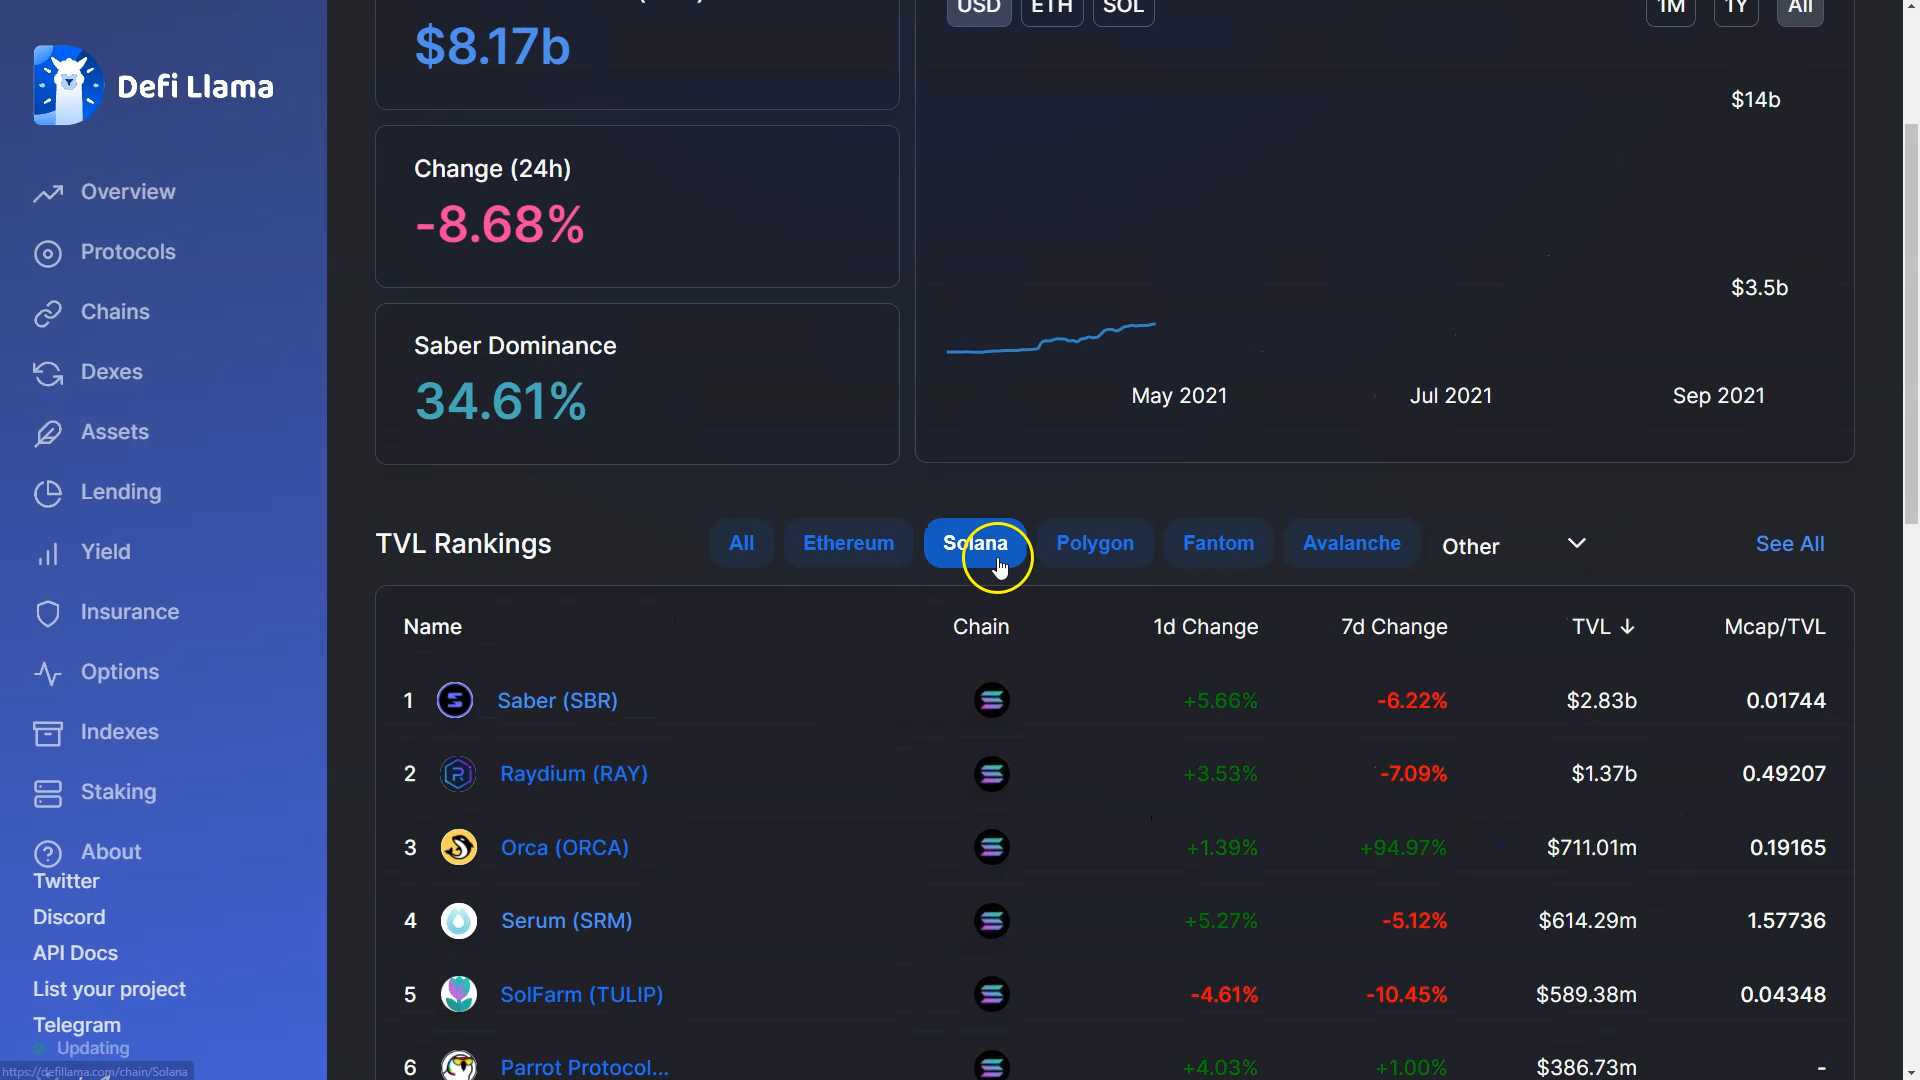 Defi Llama
Overview
Protocols
Chains
Dexes
Assets
Lending
Yield
Insurance
Options
Indexes
Staking
About
Twitter
Discord
API Docs
List your project
Telegram
Updating
https://defillama.com/chain/Solana
$8.17b
Change (24h)
-8.68%
Saber Dominance
34.61%
USD ETH SOL 1M 1Y All
$14b
$3.5b
May 2021 Jul 2021 Sep 2021
TVL Rankings All Ethereum Solana Polygon Fantom Avalanche Other See All
Name Chain 1d Change 7d Change TVL ↓ Mcap/TVL
1 Saber (SBR) +5.66% -6.22% $2.83b 0.01744
2 Raydium (RAY) +3.53% -7.09% $1.37b 0.49207
3 Orca (ORCA) +1.39% +94.97% $711.01m 0.19165
4 Serum (SRM) +5.27% -5.12% $614.29m 1.57736
5 SolFarm (TULIP) -4.61% -10.45% $589.38m 0.04348
6 Parrot Protocol... +4.03% +1.00% $386.73m -